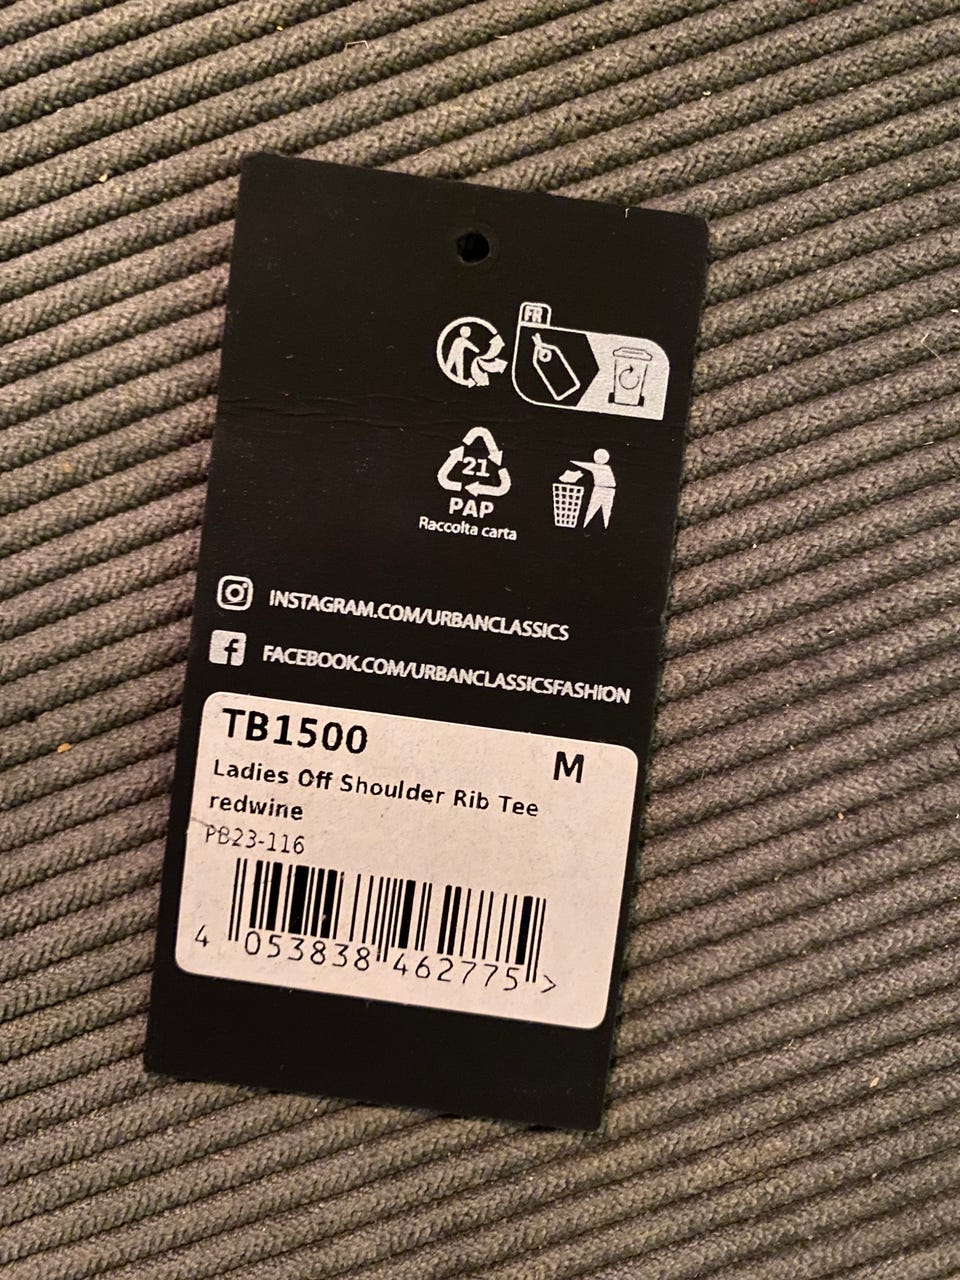 FR
21
PAP
Raccolta carta
INSTAGRAM.COM/URBANCLASSICS
FACEBOOK.COM/URBANCLASSICSFASHION
TB1500
M
Ladies Off Shoulder Rib Tee
redwine
PB23-116
4 053838 462775 >